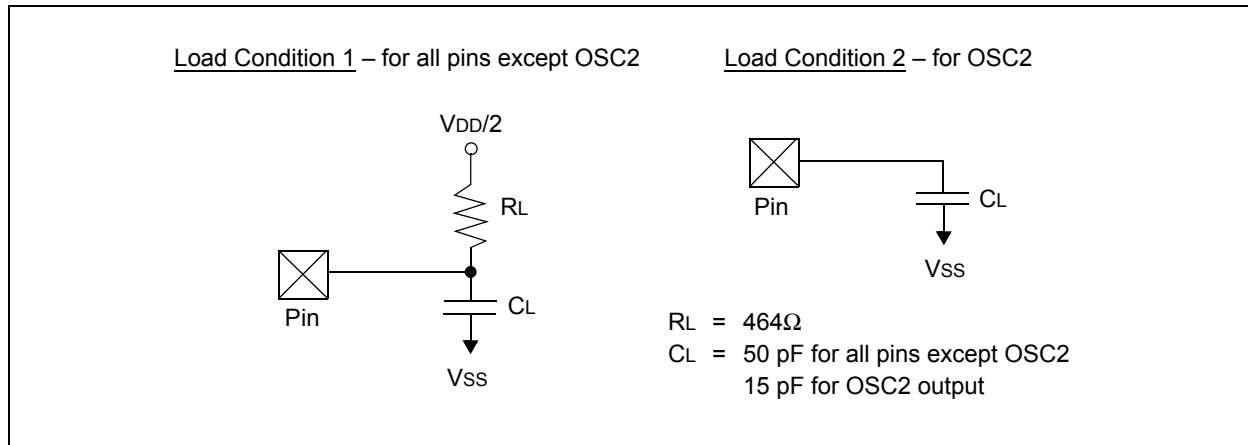 Load Condition 1 – for all pins except OSC2
VDD/2
RL
Pin
CL
VSS
Load Condition 2 – for OSC2
Pin
CL
VSS
RL = 464Ω
CL = 50 pF for all pins except OSC2
15 pF for OSC2 output